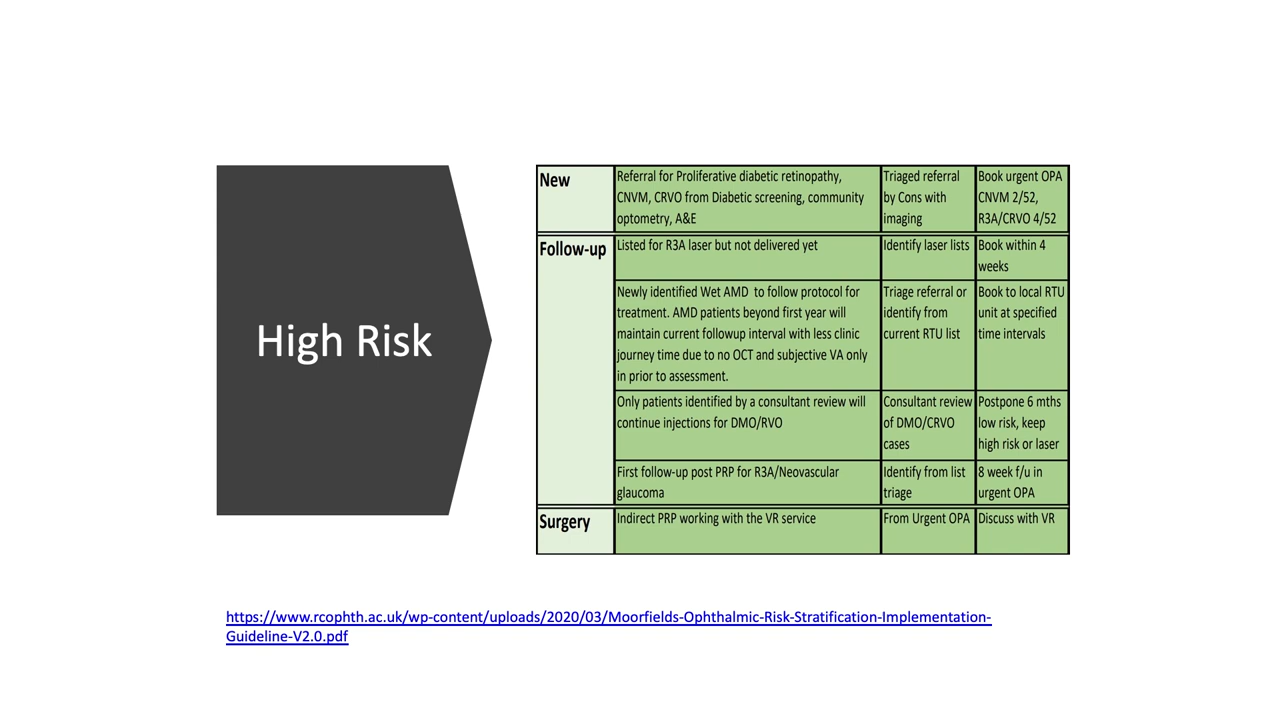 High Risk
New
Referral for Proliferative diabetic retinopathy,
CNVM, CRVO from Diabetic screening, community
optometry, A&E
Triaged referral
by Cons with
imaging
Book urgent OPA
CNVM 2/52,
R3A/CRVO 4/52
Follow-up
Listed for R3A laser but not delivered yet
Identify laser lists
Book within 4
weeks
Newly identified Wet AMD  to follow protocol for
treatment. AMD patients beyond first year will
maintain current followup interval with less clinic
journey time due to no OCT and subjective VA only
in prior to assessment.
Triage referral or
identify from
current RTU list
Book to local RTU
unit at specified
time intervals
Only patients identified by a consultant review will
continue injections for DMO/RVO
Consultant review
of DMO/CRVO
cases
Postpone 6 mths
low risk, keep
high risk or laser
First follow-up post PRP for R3A/Neovascular
glaucoma
Identify from list
triage
8 week f/u in
urgent OPA
Surgery
Indirect PRP working with the VR service
From Urgent OPA
Discuss with VR
https://www.rcophth.ac.uk/wp-content/uploads/2020/03/Moorfields-Ophthalmic-Risk-Stratification-Implementation-
Guideline-V2.0.pdf